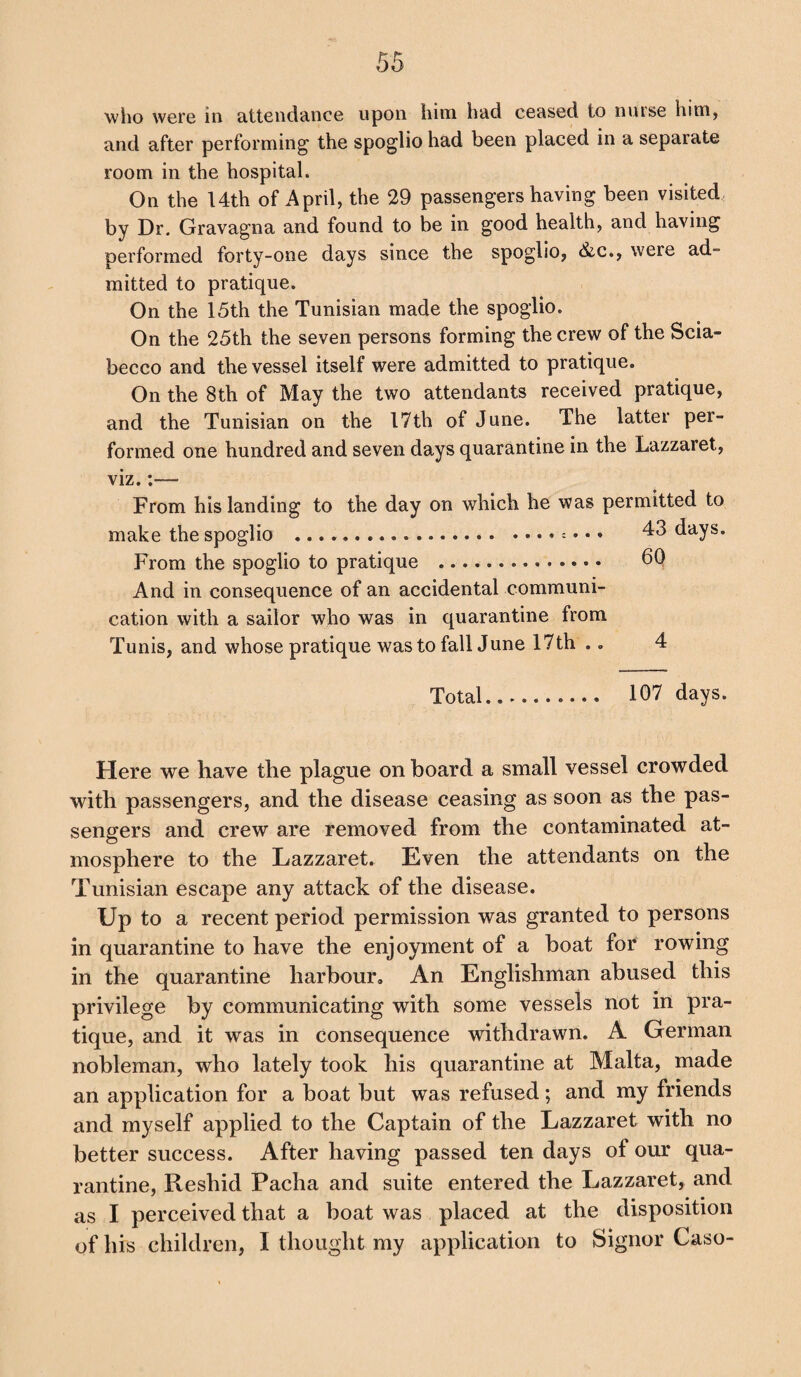 55
who were in attendance upon him had ceased to nurse him,
and after performing the spoglio had been placed in a separate
room in the hospital.
On the 14th of April, the 29 passengers having been visited
by Dr. Gravagna and found to be in good health, and having
performed forty-one days since the spoglio, &c., were ad-
mitted to pratique.
On the 15th the Tunisian made the spoglio.
On the 25th the seven persons forming the crew of the Scia-
becco and the vessel itself were admitted to pratique.
On the 8th of May the two attendants received pratique,
and the Tunisian on the 17th of June. The latter per-
formed one hundred and seven days quarantine in the Lazzaret,
viz.:—
From his landing to the day on which he was permitted to
make the spoglio ........................ 43 days.
From the spoglio to pratique .............. 60
And in consequence of an accidental communi-
cation with a sailor who was in quarantine from
Tunis, and whose pratique was to fall June 17th .. 4
Total........... 107 days.
Here we have the plague on board a small vessel crowded
with passengers, and the disease ceasing as soon as the pas-
sengers and crew are removed from the contaminated at-
mosphere to the Lazzaret. Even the attendants on the
Tunisian escape any attack of the disease.
Up to a recent period permission was granted to persons
in quarantine to have the enjoyment of a boat for rowing
in the quarantine harbour. An Englishman abused this
privilege by communicating with some vessels not in pra-
tique, and it was in consequence withdrawn. A German
nobleman, who lately took his quarantine at Malta, made
an application for a boat but was refused; and my friends
and myself applied to the Captain of the Lazzaret with no
better success. After having passed ten days of our qua-
rantine, Reshid Pacha and suite entered the Lazzaret, and
as I perceived that a boat was placed at the disposition
of his children, I thought my application to Signor Caso-